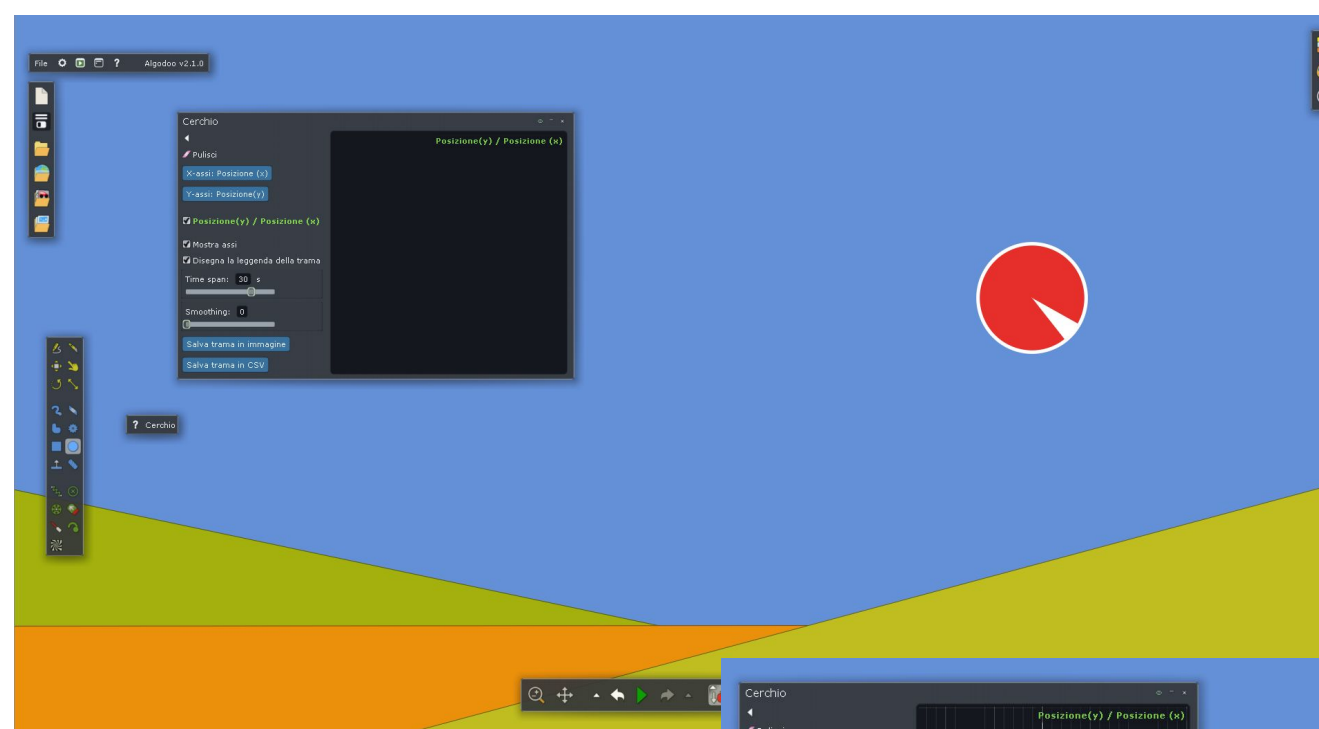 File ? Algodoo v2.1.0
Cerchio
Posizione(y) / Posizione (x)
Pulisci
X-assi: Posizione (x)
Y-assi: Posizione(y)
Posizione(y) / Posizione (x)
Mostra assi
Disegna la leggenda della trama
Time span: 30 s
Smoothing: 0
Salva trama in immagine
Salva trama in CSV
? Cerchio
Cerchio
Posizione(y) / Posizione (x)